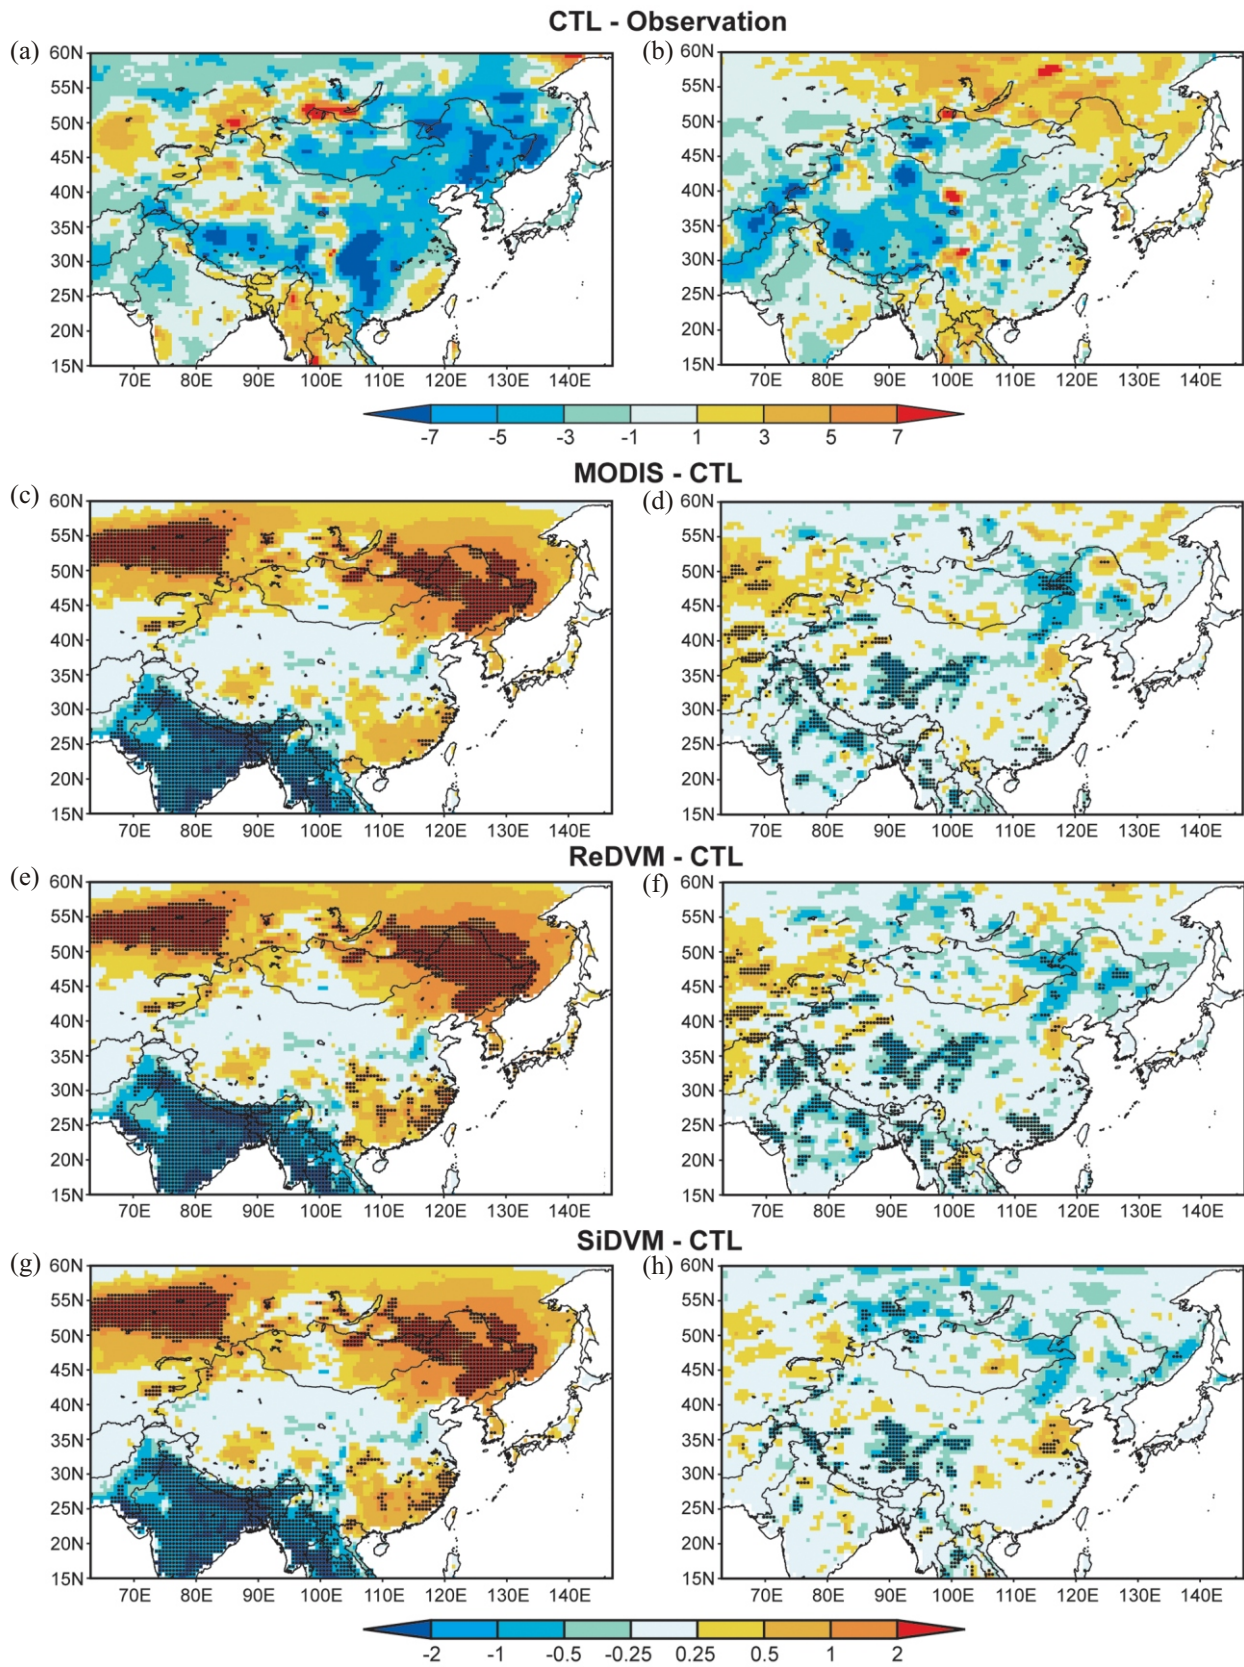 CTL - Observation
(a) (b)
60N 60N
55N 55N
50N 50N
45N 45N
40N 40N
35N 35N
30N 30N
25N 25N
20N 20N
15N 15N
70E 80E 90E 100E 110E 120E 130E 140E 70E 80E 90E 100E 110E 120E 130E 140E
-7 -5 -3 -1 1 3 5 7
MODIS - CTL
(c) (d)
60N 60N
55N 55N
50N 50N
45N 45N
40N 40N
35N 35N
30N 30N
25N 25N
20N 20N
15N 15N
70E 80E 90E 100E 110E 120E 130E 140E 70E 80E 90E 100E 110E 120E 130E 140E
ReDVM - CTL
(e) (f)
60N 60N
55N 55N
50N 50N
45N 45N
40N 40N
35N 35N
30N 30N
25N 25N
20N 20N
15N 15N
70E 80E 90E 100E 110E 120E 130E 140E 70E 80E 90E 100E 110E 120E 130E 140E
SiDVM - CTL
(g) (h)
60N 60N
55N 55N
50N 50N
45N 45N
40N 40N
35N 35N
30N 30N
25N 25N
20N 20N
15N 15N
70E 80E 90E 100E 110E 120E 130E 140E 70E 80E 90E 100E 110E 120E 130E 140E
-2 -1 -0.5 -0.25 0.25 0.5 1 2